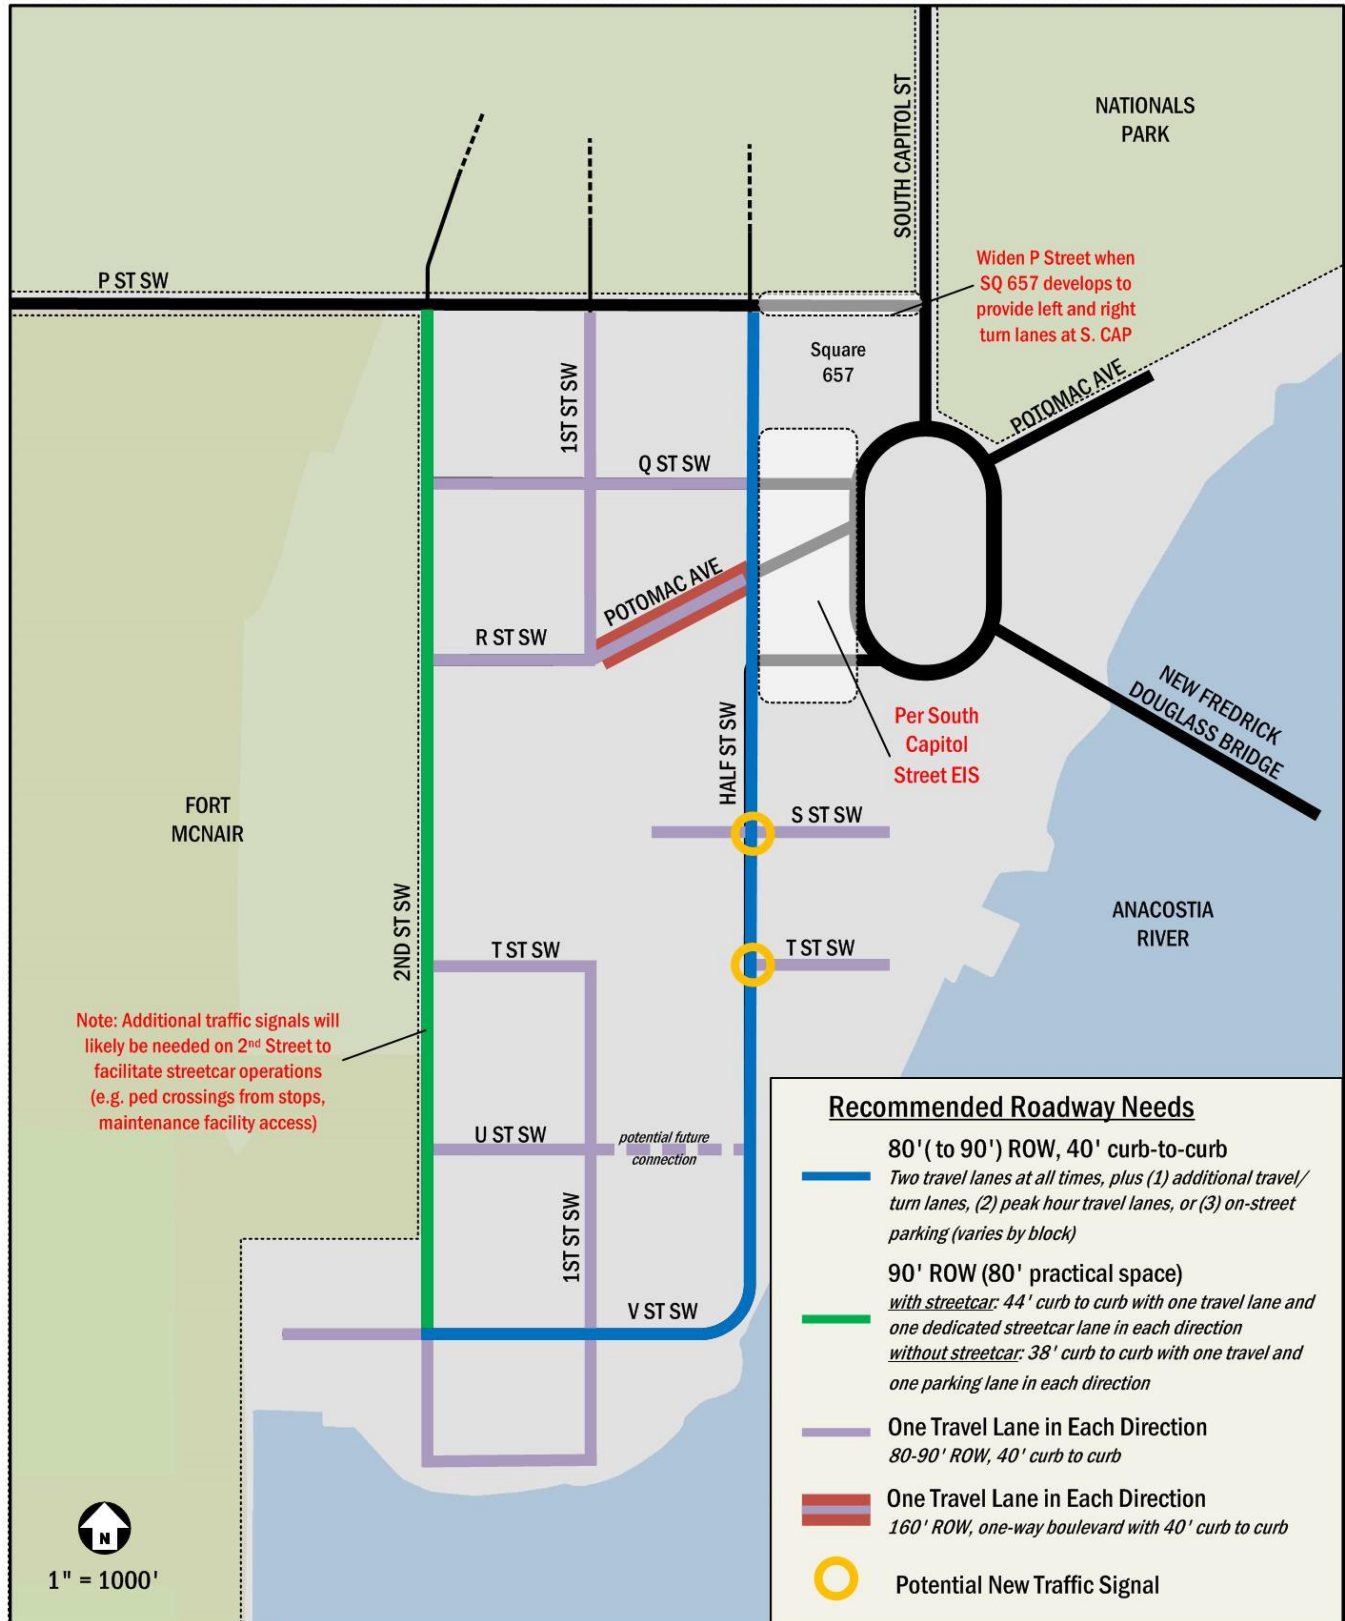 SOUTH CAPITOL ST
NATIONALS
PARK
P ST SW
Widen P Street when
SQ 657 develops to
provide left and right
turn lanes at S. CAP
Square
657
1ST ST SW
POTOMAC AVE
Q ST SW
POTOMAC AVE
R ST SW
NEW FREDRICK
DOUGLASS BRIDGE
Per South
Capitol
Street EIS
HALF ST SW
FORT
MCNAIR
S ST SW
2ND ST SW
ANACOSTIA
RIVER
T ST SW
T ST SW
Note: Additional traffic signals will
likely be needed on 2nd Street to
facilitate streetcar operations
(e.g. ped crossings from stops,
maintenance facility access)
U ST SW
potential future
connection
1ST ST SW
V ST SW
Recommended Roadway Needs
80'( to 90') ROW, 40' curb-to-curb
Two travel lanes at all times, plus (1) additional travel/
turn lanes, (2) peak hour travel lanes, or (3) on-street
parking (varies by block)
90' ROW (80' practical space)
with streetcar: 44' curb to curb with one travel lane and
one dedicated streetcar lane in each direction
without streetcar: 38' curb to curb with one travel and
one parking lane in each direction
One Travel Lane in Each Direction
80-90' ROW, 40' curb to curb
One Travel Lane in Each Direction
160' ROW, one-way boulevard with 40' curb to curb
Potential New Traffic Signal
N
1" = 1000'